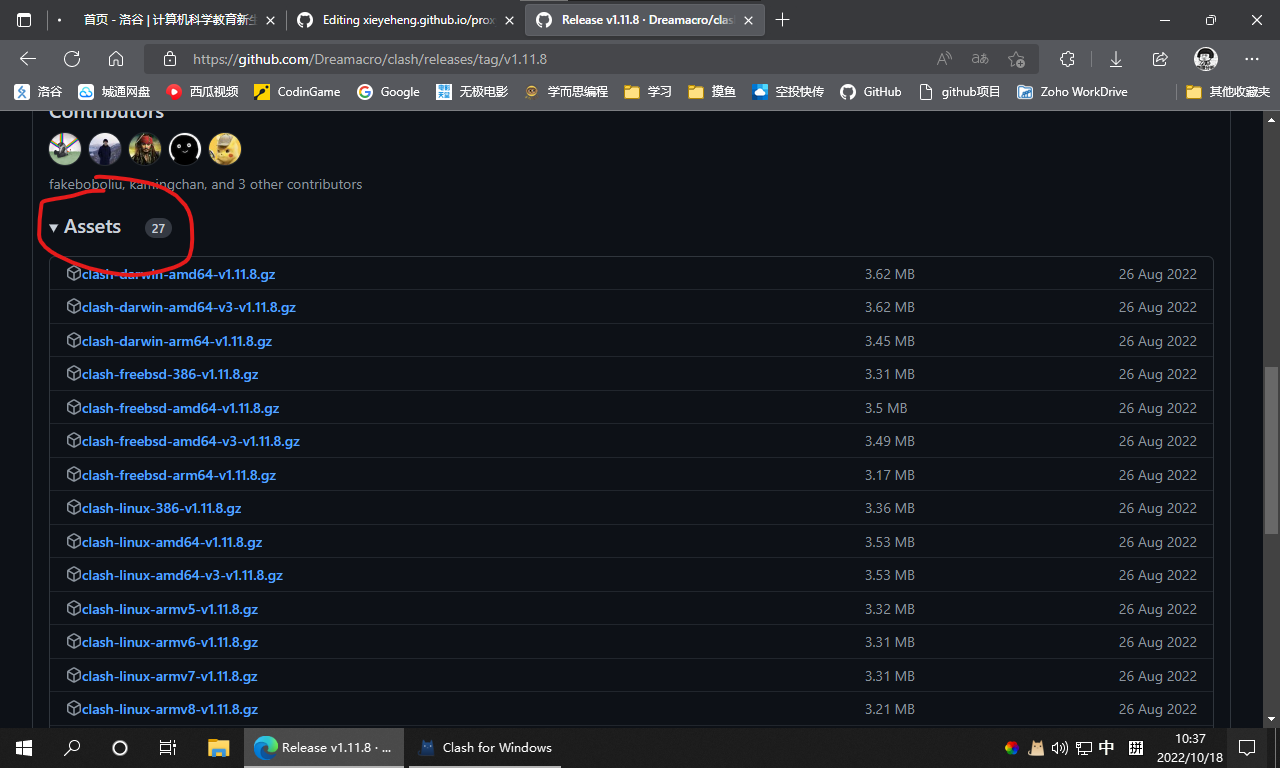 首页 - 洛谷 | 计算机科学教育新生
Editing xieyeheng.github.io/prox
Release v1.11.8 · Dreamacro/clas
https://github.com/Dreamacro/clash/releases/tag/v1.11.8
洛谷 城通网盘 西瓜视频 CodinGame Google 无极电影 学而思编程 学习 摸鱼 空投快传 GitHub github项目 Zoho WorkDrive 其他收藏夹
Contributors
fakeboboliu, kamingchan, and 3 other contributors
Assets 27
clash-darwin-amd64-v1.11.8.gz 3.62 MB 26 Aug 2022
clash-darwin-amd64-v3-v1.11.8.gz 3.62 MB 26 Aug 2022
clash-darwin-arm64-v1.11.8.gz 3.45 MB 26 Aug 2022
clash-freebsd-386-v1.11.8.gz 3.31 MB 26 Aug 2022
clash-freebsd-amd64-v1.11.8.gz 3.5 MB 26 Aug 2022
clash-freebsd-amd64-v3-v1.11.8.gz 3.49 MB 26 Aug 2022
clash-freebsd-arm64-v1.11.8.gz 3.17 MB 26 Aug 2022
clash-linux-386-v1.11.8.gz 3.36 MB 26 Aug 2022
clash-linux-amd64-v1.11.8.gz 3.53 MB 26 Aug 2022
clash-linux-amd64-v3-v1.11.8.gz 3.53 MB 26 Aug 2022
clash-linux-armv5-v1.11.8.gz 3.32 MB 26 Aug 2022
clash-linux-armv6-v1.11.8.gz 3.31 MB 26 Aug 2022
clash-linux-armv7-v1.11.8.gz 3.31 MB 26 Aug 2022
clash-linux-armv8-v1.11.8.gz 3.21 MB 26 Aug 2022
Release v1.11.8 · ... Clash for Windows 中 拼 10:37
2022/10/18